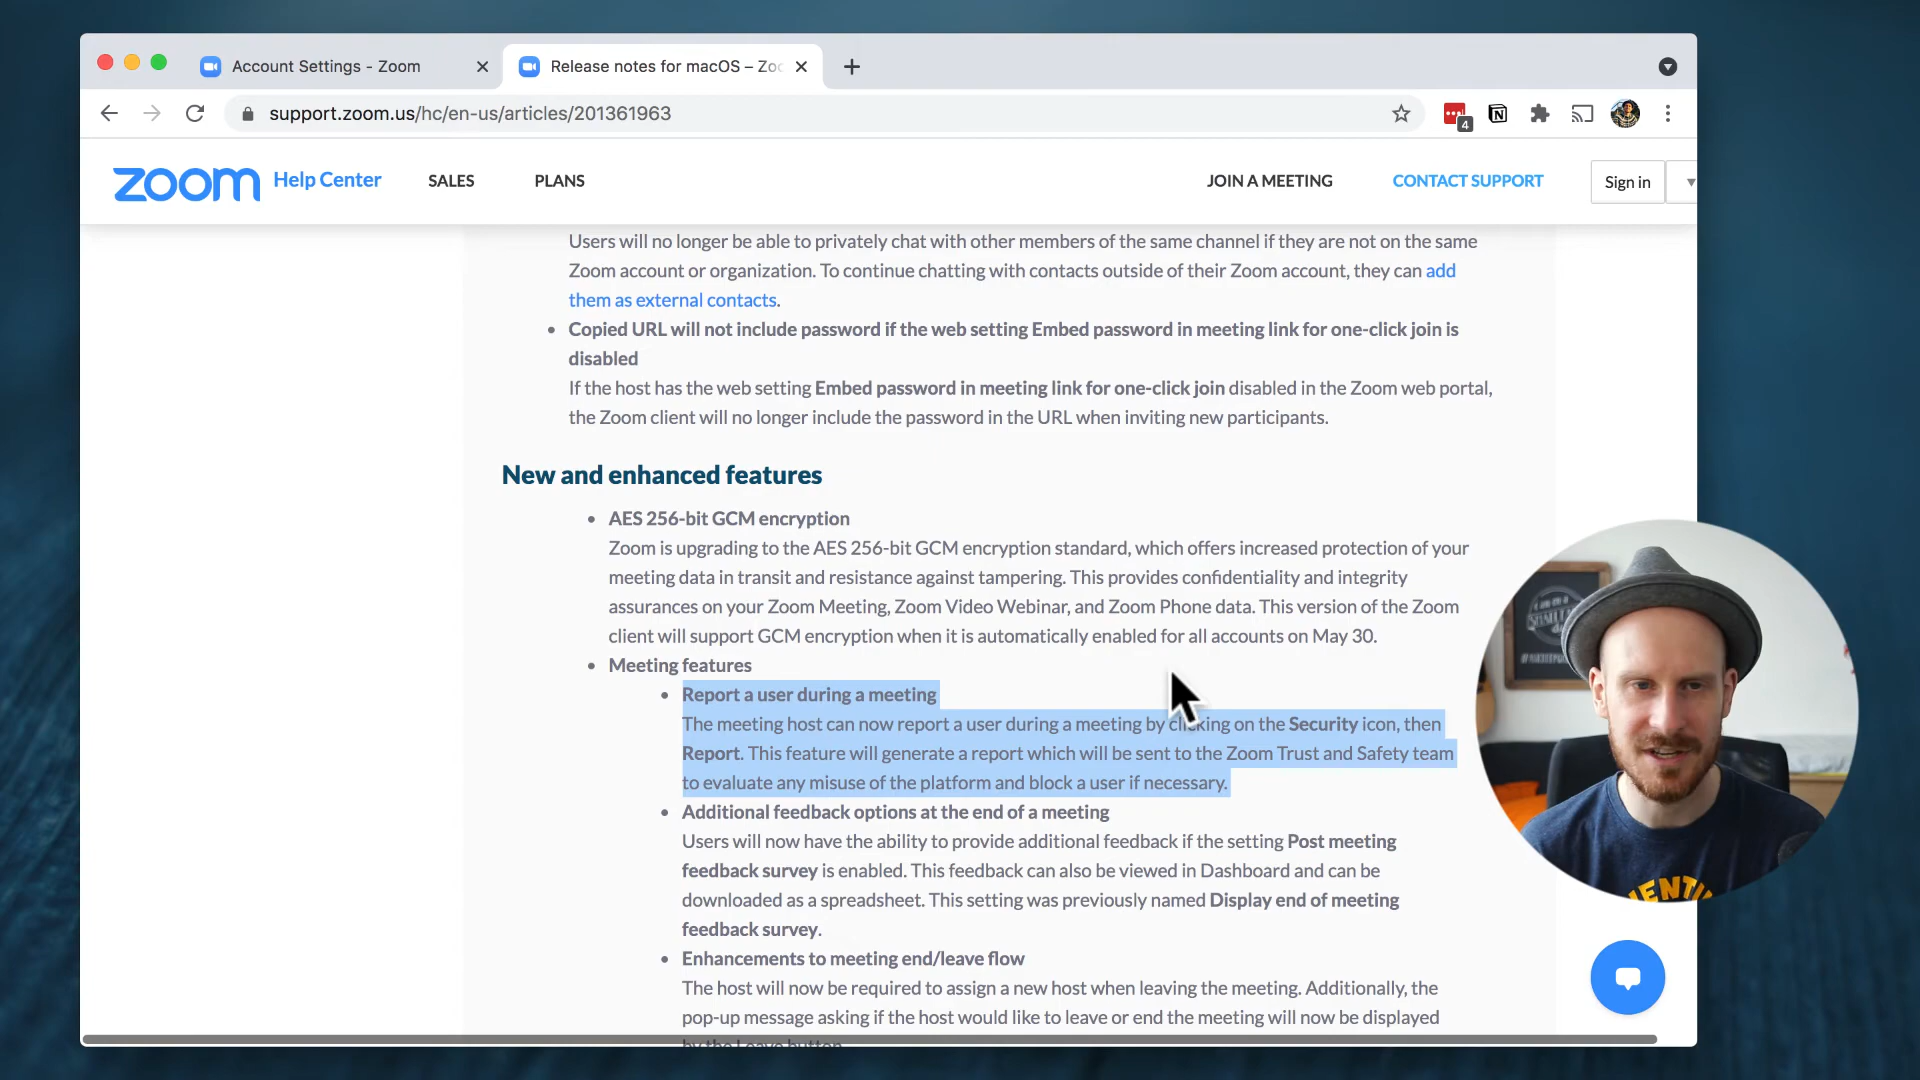 Account Settings - Zoom
Release notes for macOS – Zoo
support.zoom.us/hc/en-us/articles/201361963
4
zoom Help Center SALES PLANS JOIN A MEETING CONTACT SUPPORT Sign in
Users will no longer be able to privately chat with other members of the same channel if they are not on the same
Zoom account or organization. To continue chatting with contacts outside of their Zoom account, they can add
them as external contacts.
• Copied URL will not include password if the web setting Embed password in meeting link for one-click join is
disabled
If the host has the web setting Embed password in meeting link for one-click join disabled in the Zoom web portal,
the Zoom client will no longer include the password in the URL when inviting new participants.
New and enhanced features
• AES 256-bit GCM encryption
Zoom is upgrading to the AES 256-bit GCM encryption standard, which offers increased protection of your
meeting data in transit and resistance against tampering. This provides confidentiality and integrity
assurances on your Zoom Meeting, Zoom Video Webinar, and Zoom Phone data. This version of the Zoom
client will support GCM encryption when it is automatically enabled for all accounts on May 30.
• Meeting features
• Report a user during a meeting
The meeting host can now report a user during a meeting by clicking on the Security icon, then
Report. This feature will generate a report which will be sent to the Zoom Trust and Safety team
to evaluate any misuse of the platform and block a user if necessary.
• Additional feedback options at the end of a meeting
Users will now have the ability to provide additional feedback if the setting Post meeting
feedback survey is enabled. This feedback can also be viewed in Dashboard and can be
downloaded as a spreadsheet. This setting was previously named Display end of meeting
feedback survey.
• Enhancements to meeting end/leave flow
The host will now be required to assign a new host when leaving the meeting. Additionally, the
pop-up message asking if the host would like to leave or end the meeting will now be displayed
by the Leave button